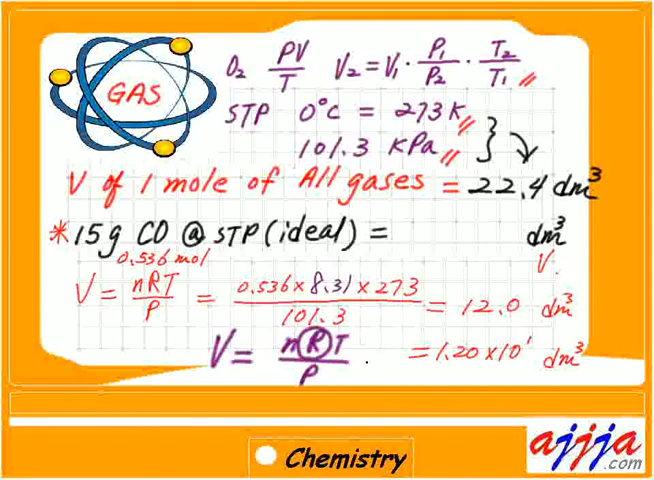 GAS
O₂ PV/T V₂ = V₁ · P₁/P₂ · T₂/T₁
STP 0°C = 273 K
101.3 KPa
V of 1 mole of All gases = 22.4 dm³
*15g CO @ STP (ideal) = dm³
0.536 mol V
V = nRT/P = 0.536 × 8.31 × 273/101.3 = 12.0 dm³
V = nRT/P = 1.20 × 10¹ dm³
Chemistry
ajjja.com